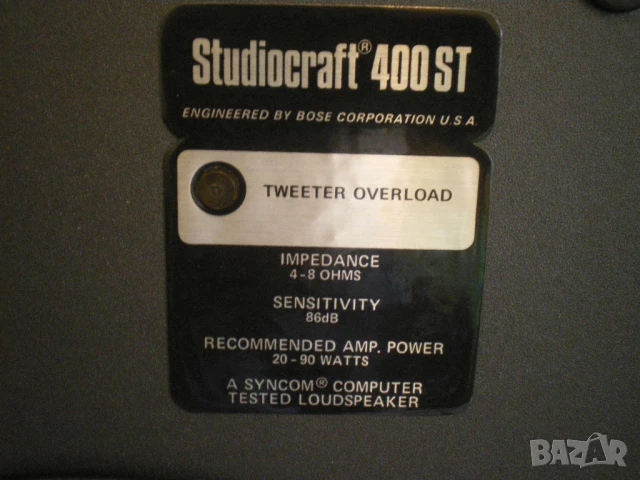 Studiocraft® 400 ST
ENGINEERED BY BOSE CORPORATION U.S.A.
TWEETER OVERLOAD
IMPEDANCE
4-8 OHMS
SENSITIVITY
86dB
RECOMMENDED AMP. POWER
20-90 WATTS
A SYNCOM® COMPUTER
TESTED LOUDSPEAKER
BAZAR